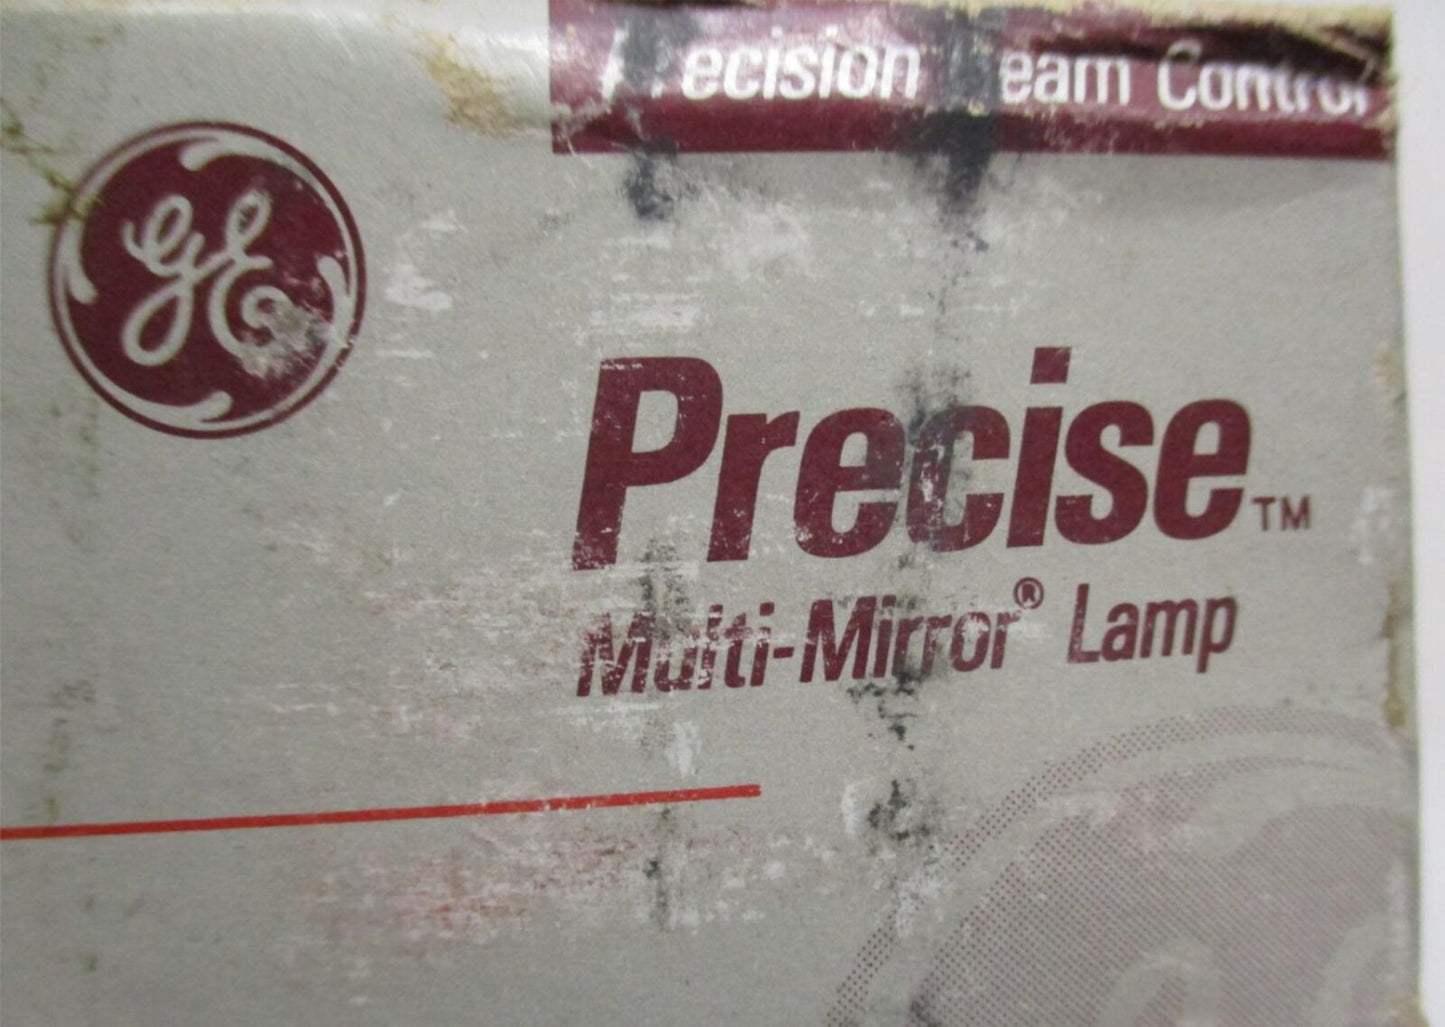 Precision Beam Control
GE
Precise™
Multi-Mirror® Lamp